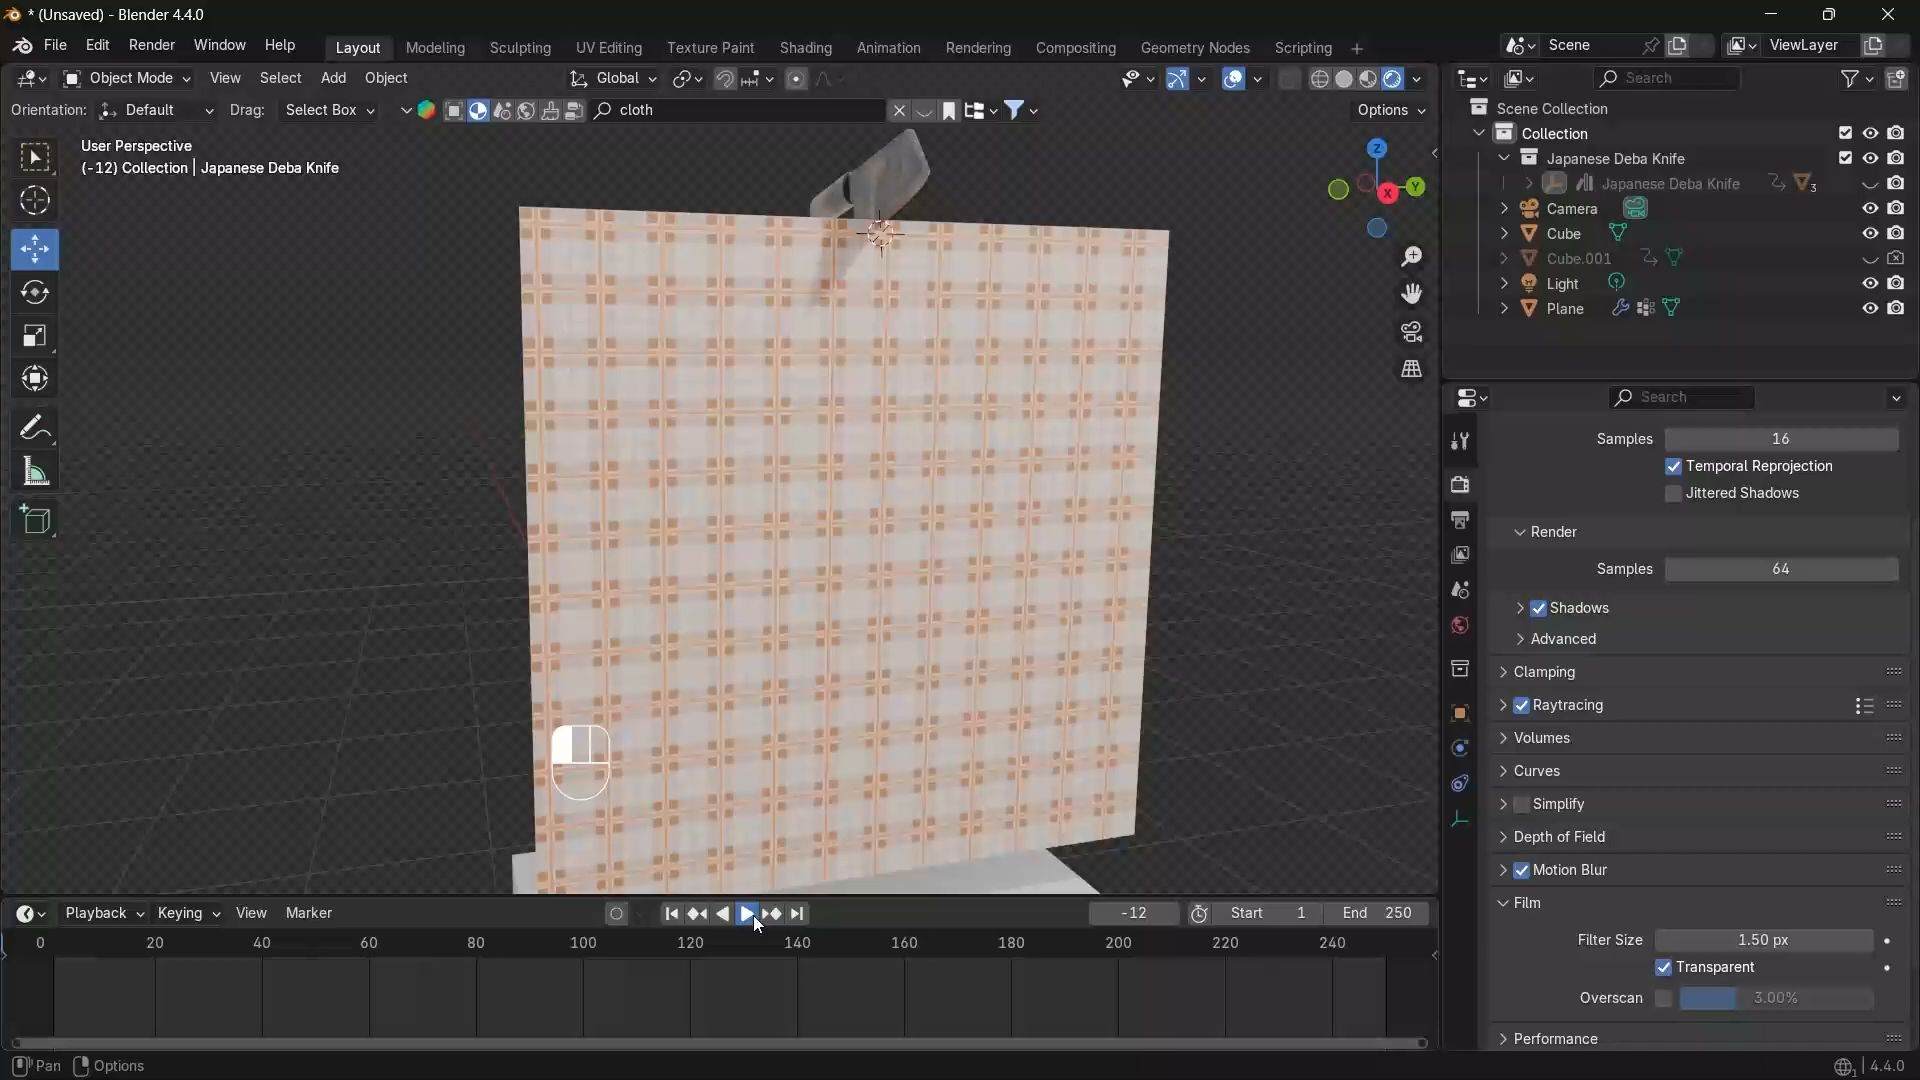 * (Unsaved) - Blender 4.4.0
File Edit Render Window Help
Layout Modeling Sculpting UV Editing Texture Paint Shading Animation Rendering Compositing Geometry Nodes Scripting +
Scene
ViewLayer
Object Mode View Select Add Object
Global
Search
Orientation: Default Drag: Select Box
cloth
Options
User Perspective
(-12) Collection | Japanese Deba Knife
Z
Y
X
Scene Collection
Collection
Japanese Deba Knife
Japanese Deba Knife 3
Camera
Cube
Cube.001
Light
Plane
Search
Samples 16
Temporal Reprojection
Jittered Shadows
Render
Samples 64
Shadows
Advanced
Clamping
Raytracing
Volumes
Curves
Simplify
Depth of Field
Motion Blur
Film
Filter Size 1.50 px
Transparent
Overscan 3.00%
Performance
Playback Keying View Marker
-12 Start 1 End 250
0 20 40 60 80 100 120 140 160 180 200 220 240
Pan Options
1 4.4.0